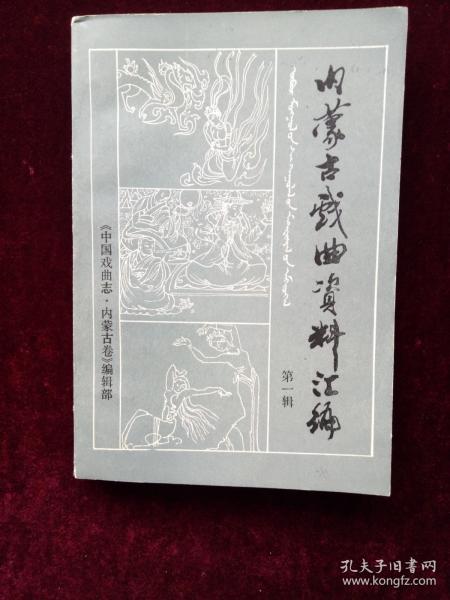 内蒙古戏曲資料汇编
第一辑
《中国戏曲志·内蒙古卷》编辑部
孔夫子旧书网
www.kongfz.com